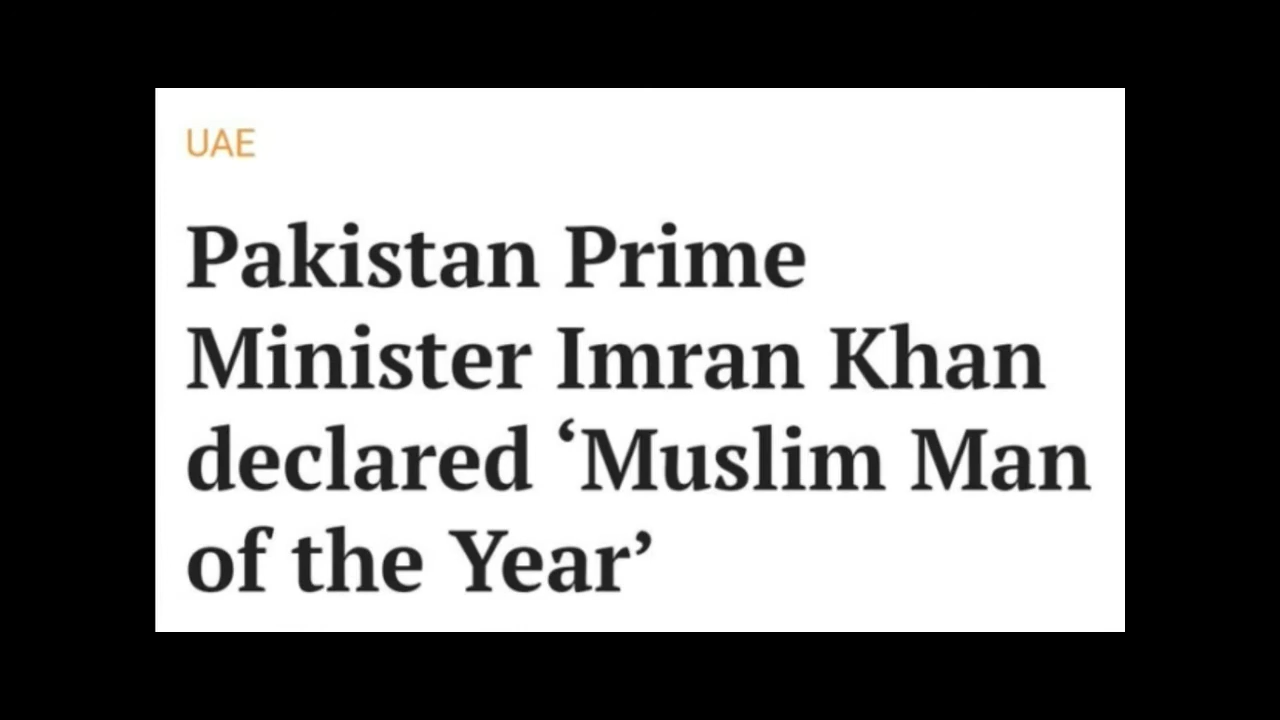 UAE
Pakistan Prime
Minister Imran Khan
declared ‘Muslim Man
of the Year’